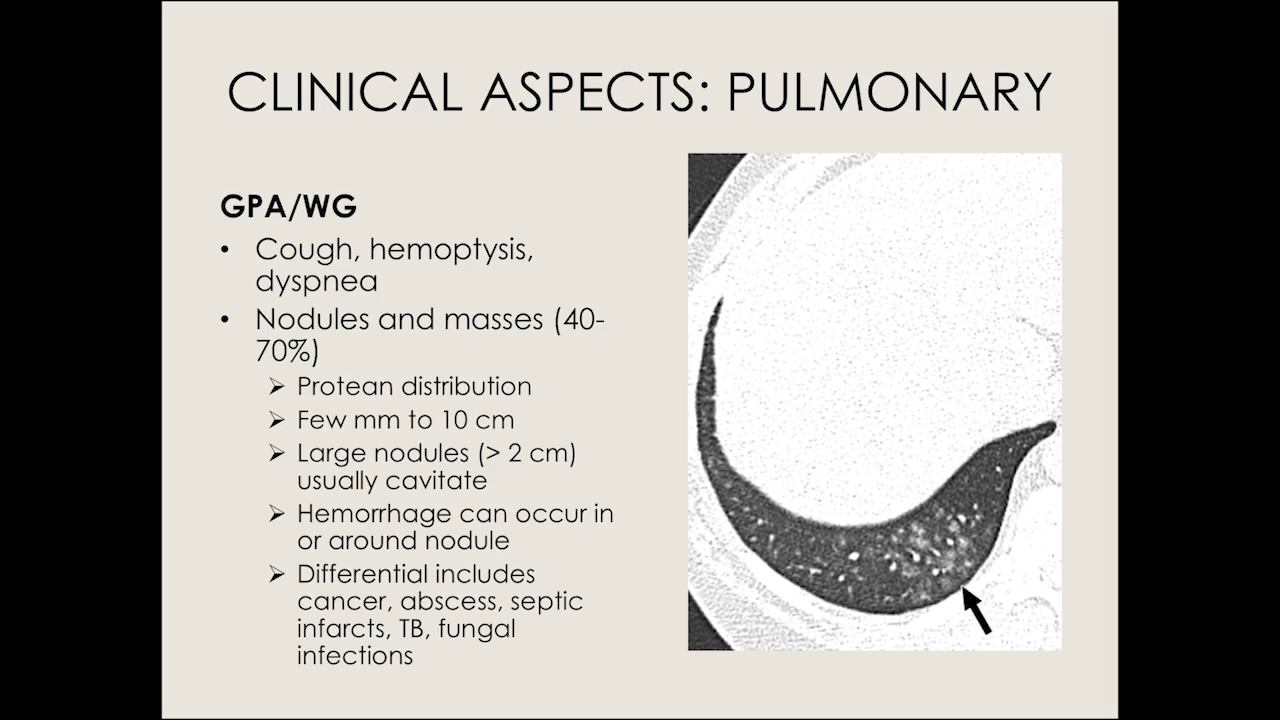 CLINICAL ASPECTS: PULMONARY
GPA/WG
• Cough, hemoptysis,
dyspnea
• Nodules and masses (40-
70%)
➢ Protean distribution
➢ Few mm to 10 cm
➢ Large nodules (> 2 cm)
usually cavitate
➢ Hemorrhage can occur in
or around nodule
➢ Differential includes
cancer, abscess, septic
infarcts, TB, fungal
infections